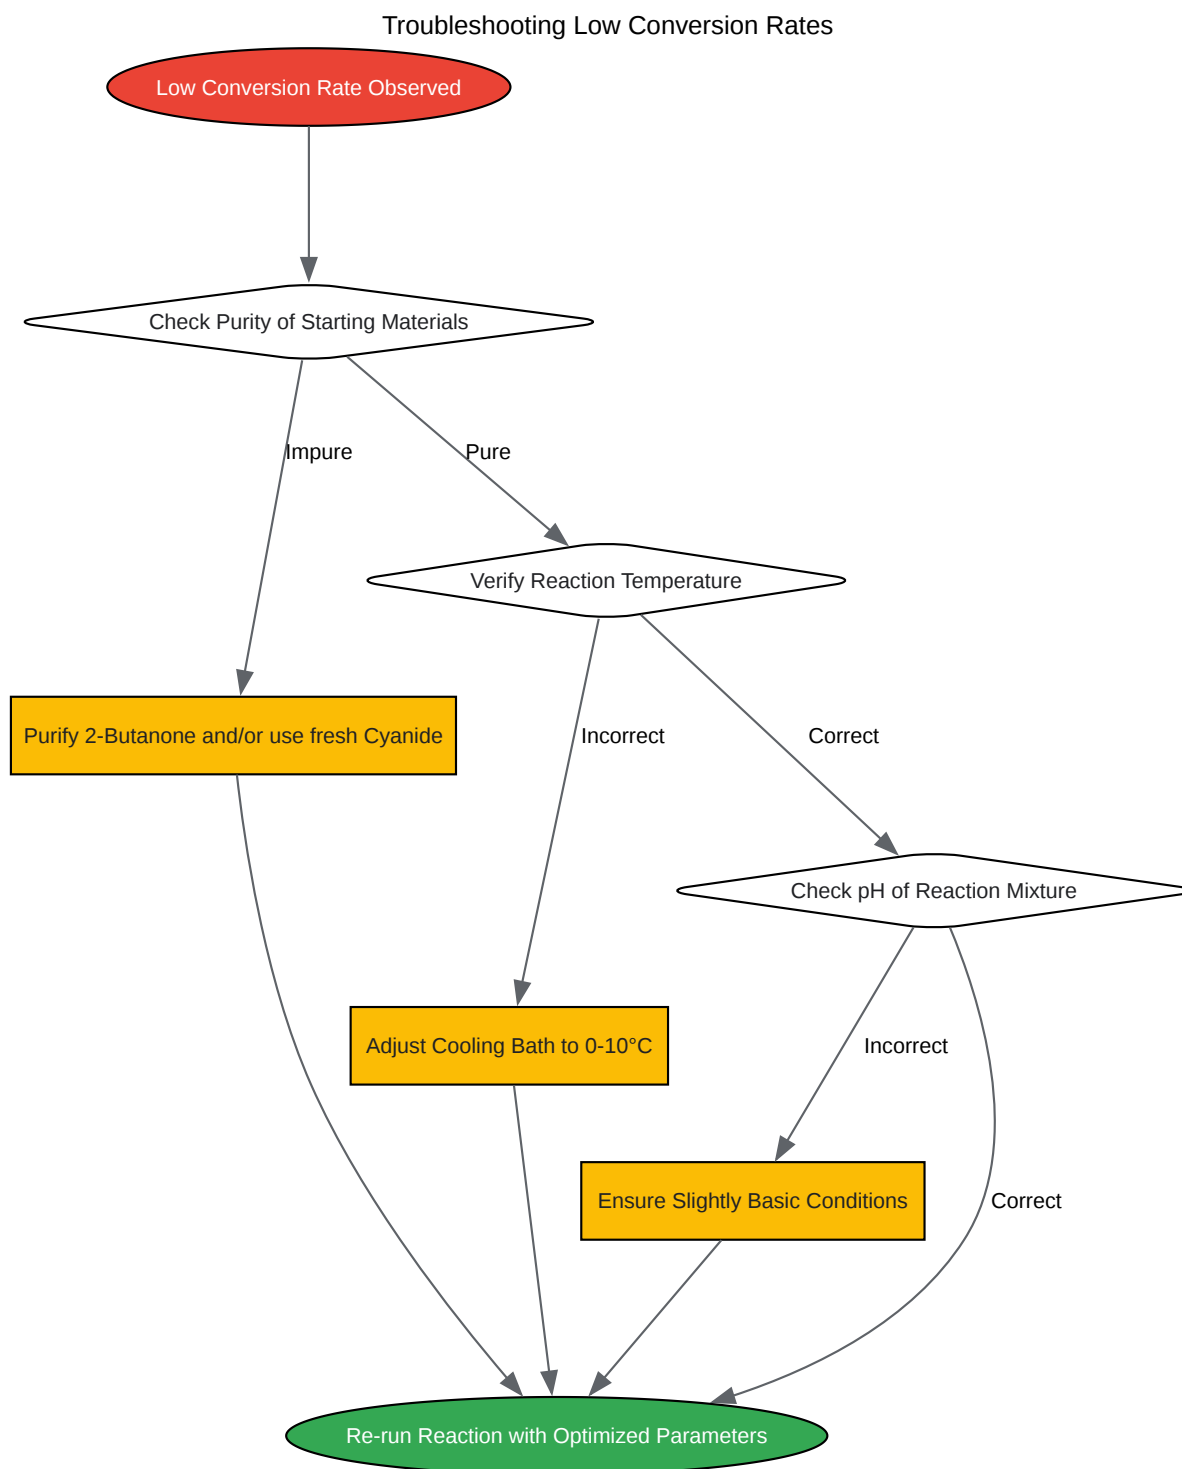 Troubleshooting Low Conversion Rates
Low Conversion Rate Observed
Check Purity of Starting Materials
Impure
Pure
Verify Reaction Temperature
Purify 2-Butanone and/or use fresh Cyanide
Incorrect
Correct
Check pH of Reaction Mixture
Adjust Cooling Bath to 0-10°C
Incorrect
Ensure Slightly Basic Conditions
Correct
Re-run Reaction with Optimized Parameters